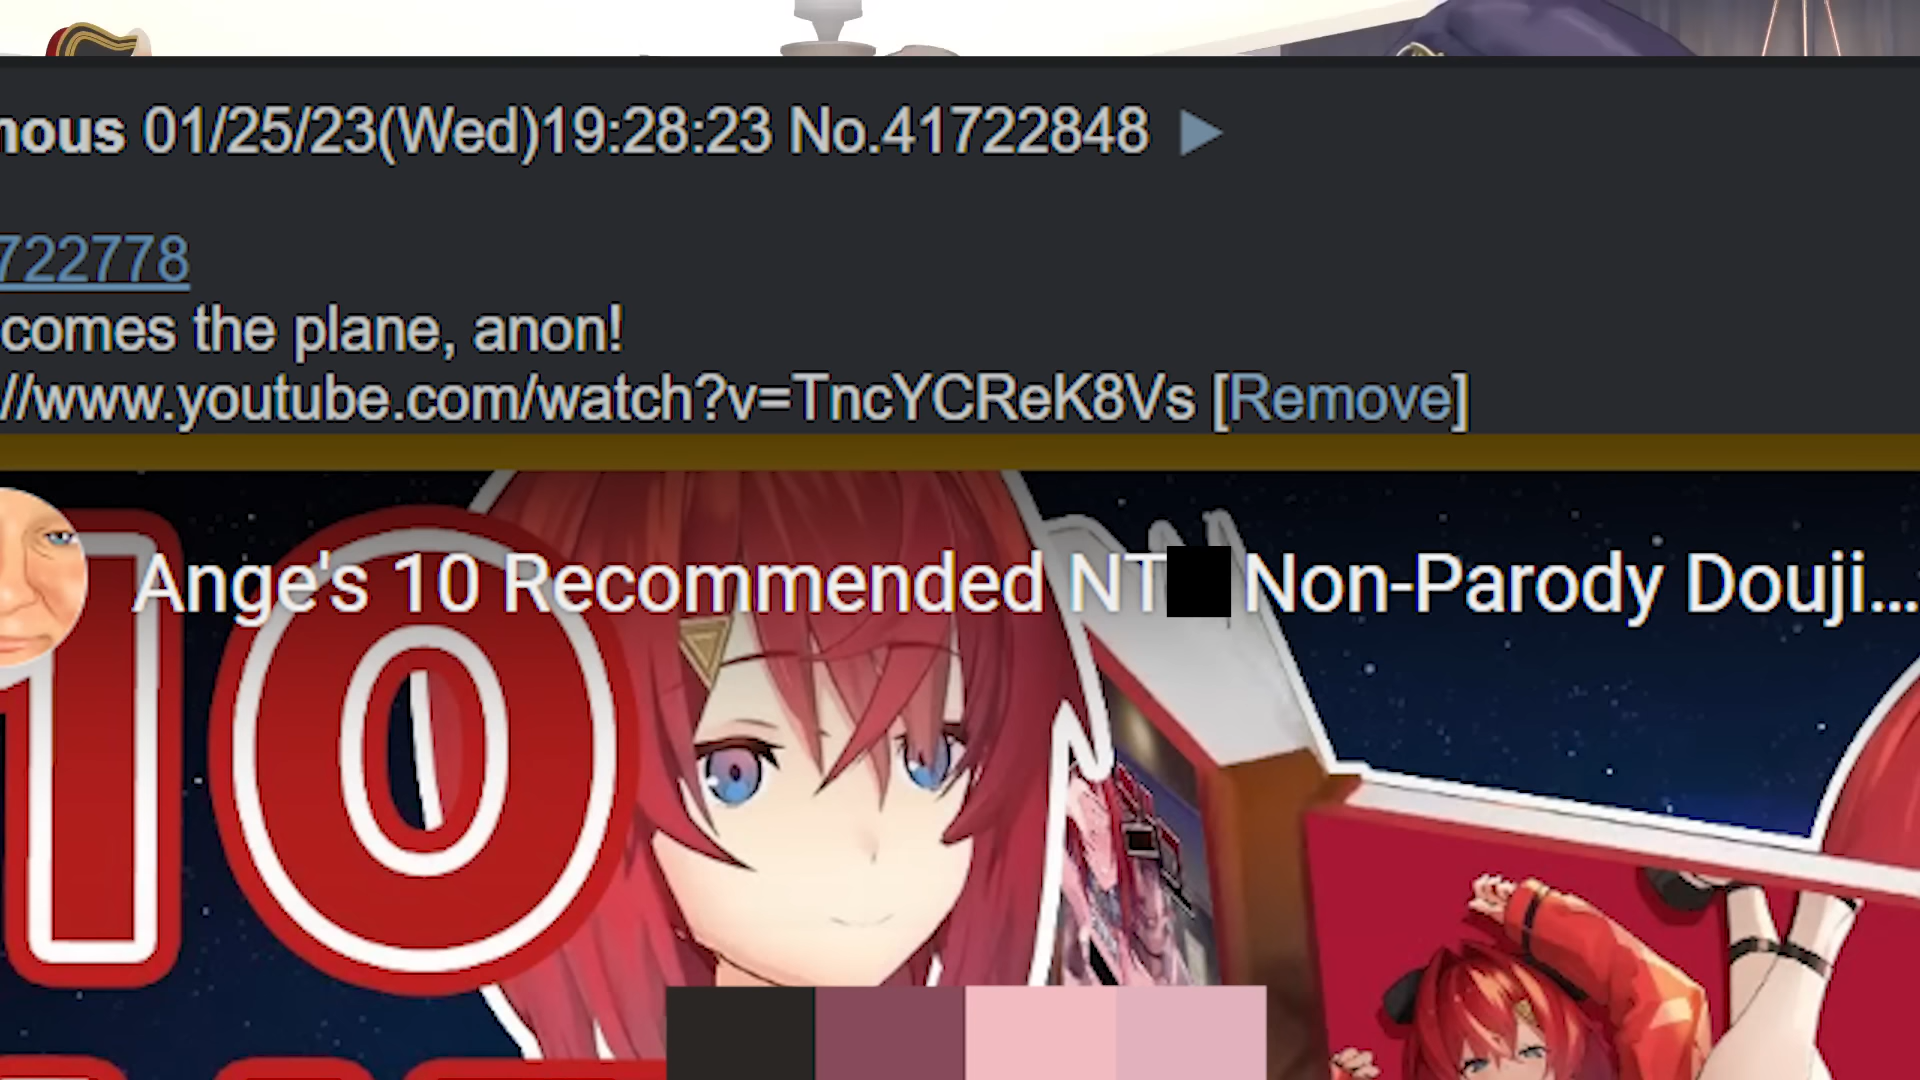 nous 01/25/23(Wed)19:28:23 No.41722848 ▶
722778
comes the plane, anon!
//www.youtube.com/watch?v=TncYCReK8Vs [Remove]
Ange's 10 Recommended NT Non-Parody Douji...
10